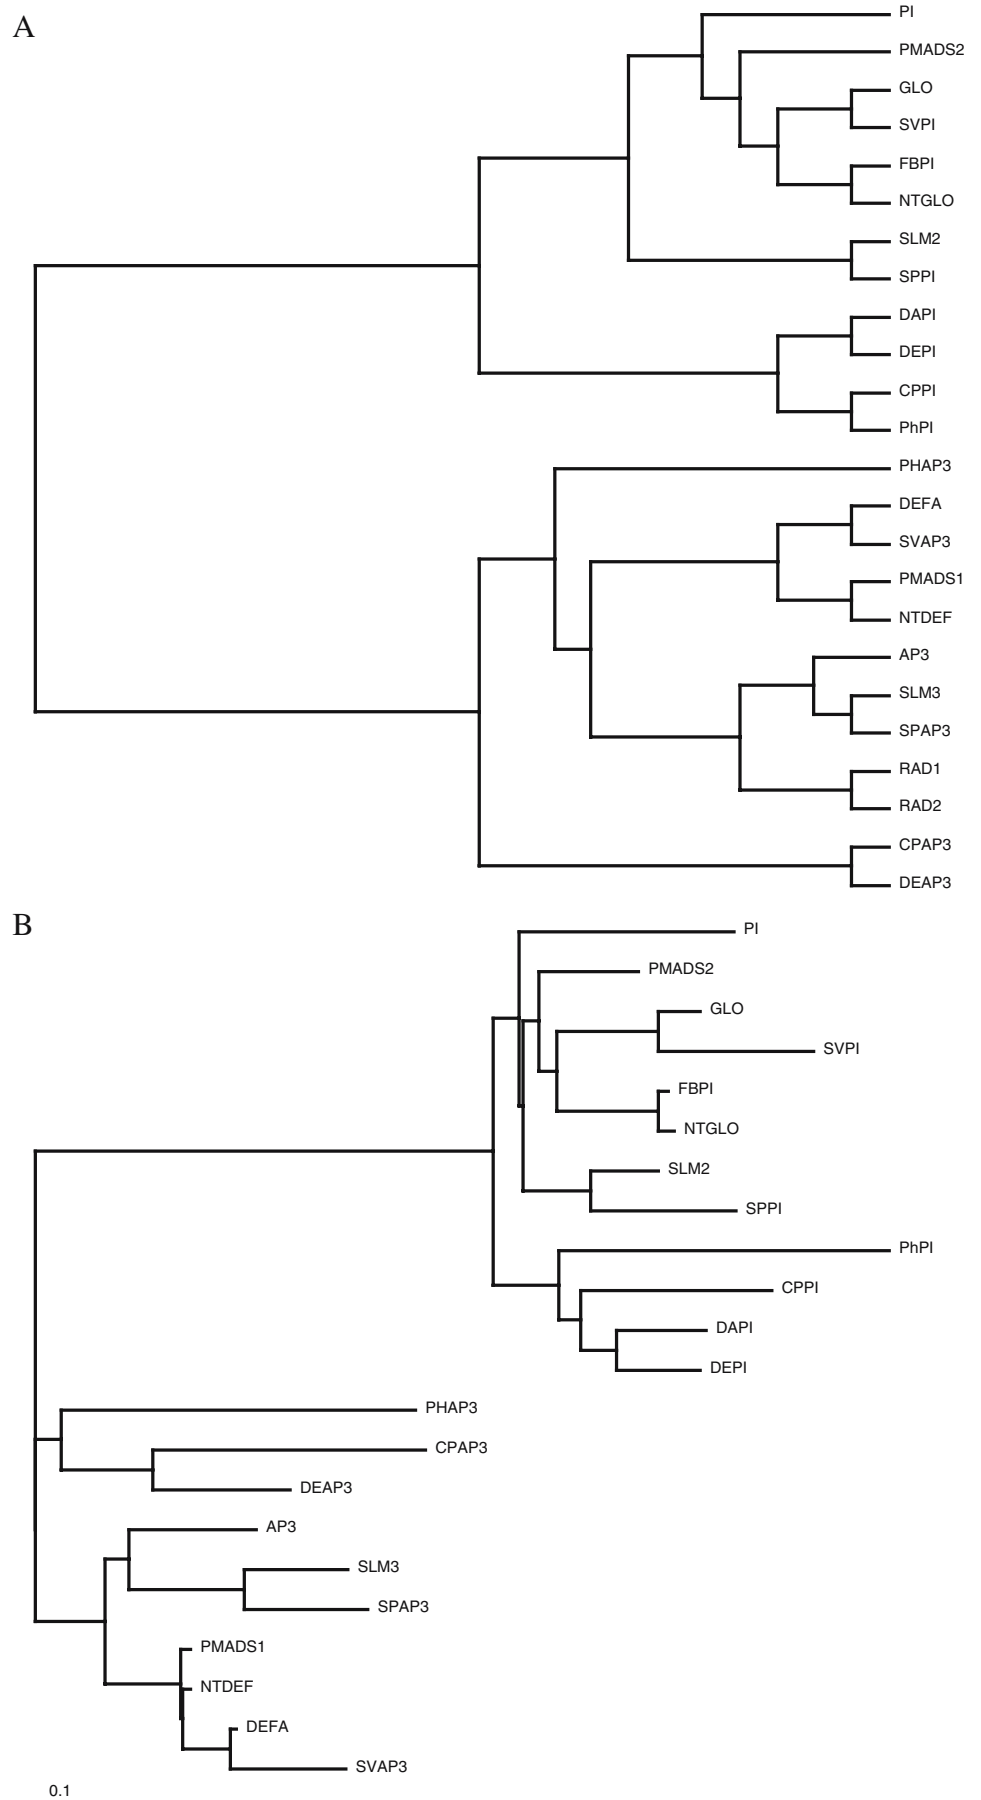 A
PI
PMADS2
GLO
SVPI
FBPI
NTGLO
SLM2
SPPI
DAPI
DEPI
CPPI
PhPI
PHAP3
DEFA
SVAP3
PMADS1
NTDEF
AP3
SLM3
SPAP3
RAD1
RAD2
CPAP3
DEAP3
B
PI
PMADS2
GLO
SVPI
FBPI
NTGLO
SLM2
SPPI
PhPI
CPPI
DAPI
DEPI
PHAP3
CPAP3
DEAP3
AP3
SLM3
SPAP3
PMADS1
NTDEF
DEFA
SVAP3
0.1